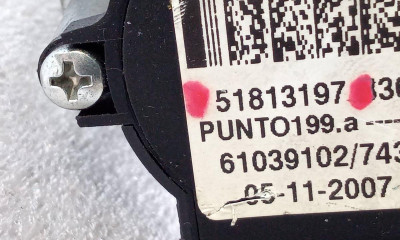 51813197
PUNTO199.a ----
61039102/743
05-11-2007